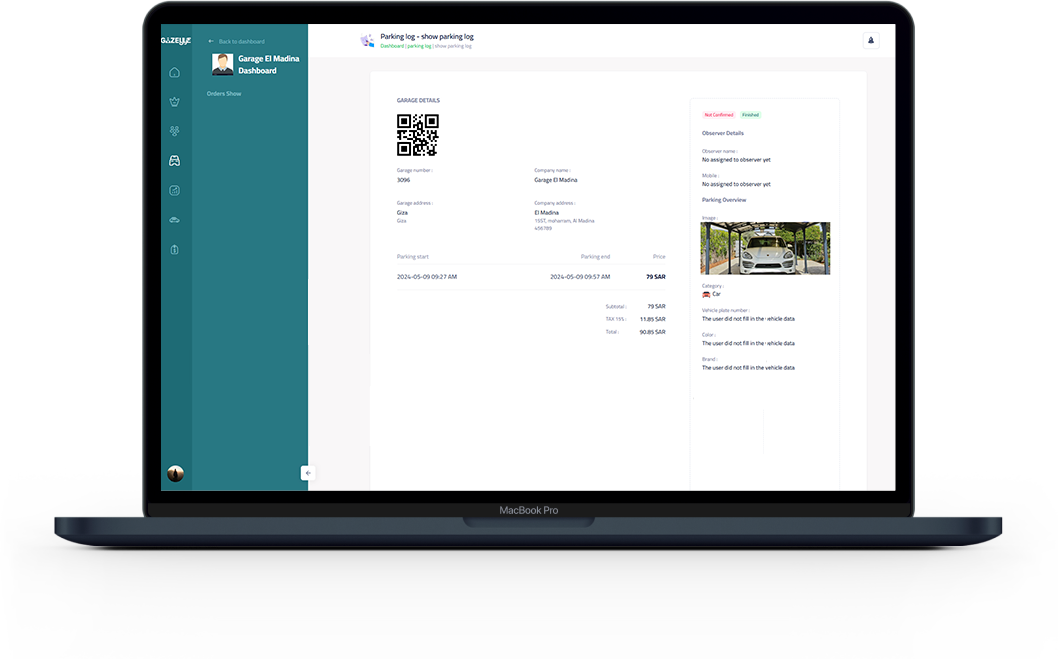 GAZELLE
Back to dashboard
Garage El Madina
Dashboard
Orders Show
Parking log - show parking log
Dashboard | parking log | show parking log
GARAGE DETAILS
Garage number :
3096
Company name :
Garage El Madina
Garage address :
Giza
Giza
Company address :
El Madina
15ST, moharram, Al Madina
456789
Parking start
Parking end
Price
2024-05-09 09:27 AM
2024-05-09 09:57 AM
79 SAR
Subtotal :
79 SAR
TAX 15% :
11.85 SAR
Total :
90.85 SAR
Not Confirmed
Finished
Observer Details
Observer name :
No assigned to observer yet
Mobile :
No assigned to observer yet
Parking Overview
Image :
Category :
Car
Vehicle plate number :
The user did not fill in the vehicle data
Color :
The user did not fill in the vehicle data
Brand :
The user did not fill in the vehicle data
MacBook Pro